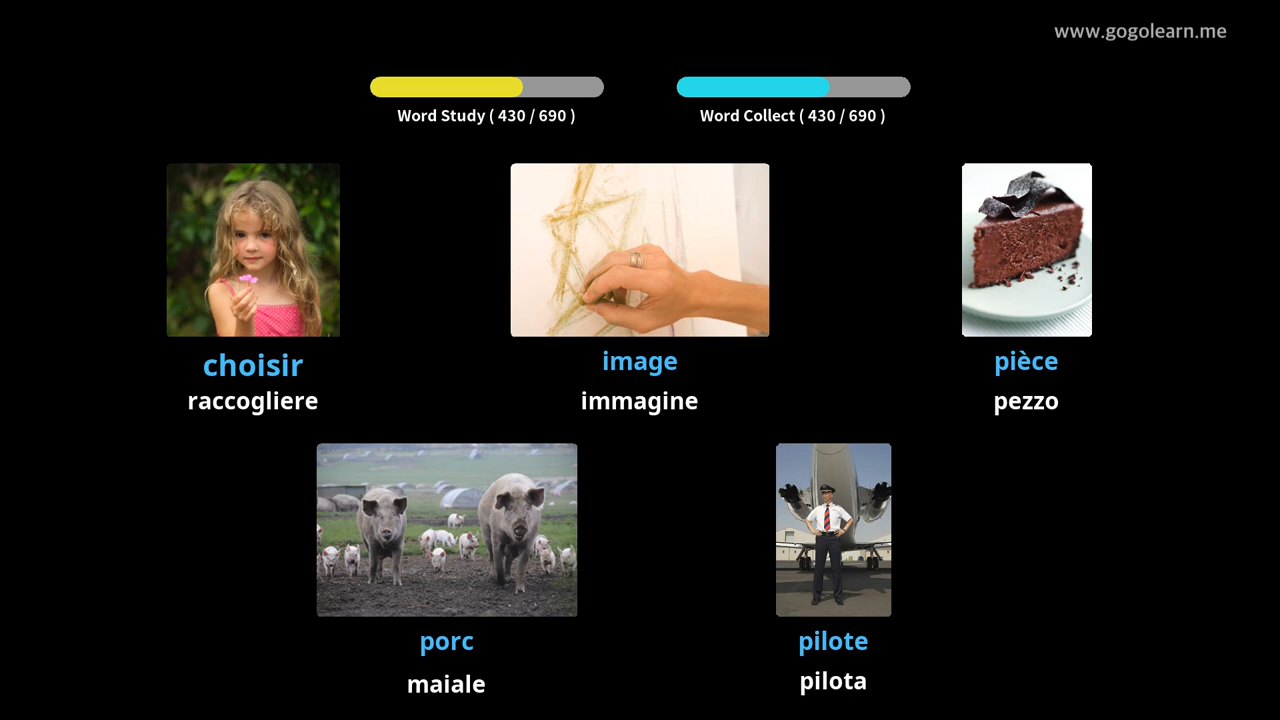 www.gogolearn.me
Word Study ( 430 / 690 )
Word Collect ( 430 / 690 )
choisir
raccogliere
image
immagine
pièce
pezzo
porc
maiale
pilote
pilota